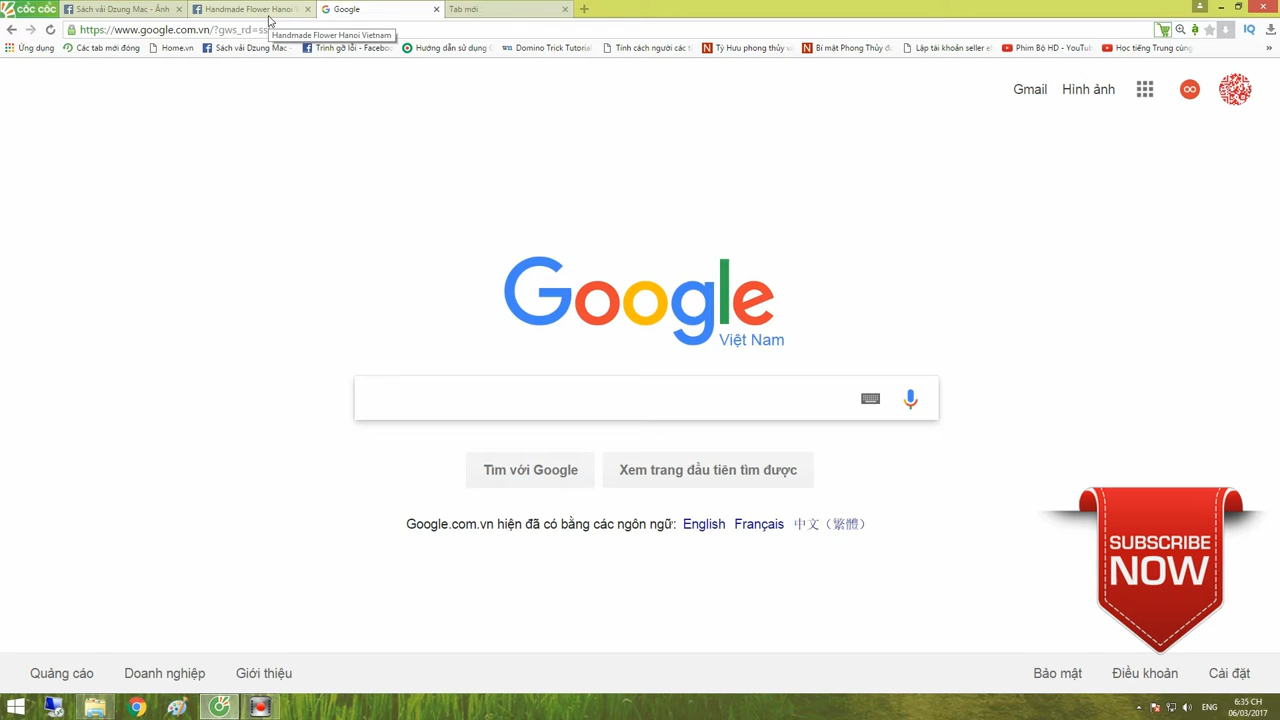 CỐC CỐC
Sách vải Dzung Mac - Ảnh
Handmade Flower Hanoi V
Google
Tab mới
https://www.google.com.vn/?gws_rd=ss
Handmade Flower Hanoi Vietnam
Ứng dụng
Các tab mới đóng
Home.vn
Sách vải Dzung Mac -
Trình gỡ lỗi - Faceboo
Hướng dẫn sử dụng C
Domino Trick Tutorial
Tính cách người các t
Tỳ Hưu phong thủy v
Bí mật Phong Thủy đ
Lập tài khoản seller el
Phim Bộ HD - YouTu
Học tiếng Trung cùng
Gmail
Hình ảnh
Google
Việt Nam
Tìm với Google
Xem trang đầu tiên tìm được
Google.com.vn hiện đã có bằng các ngôn ngữ: English Français 中文（繁體）
SUBSCRIBE
NOW
Quảng cáo
Doanh nghiệp
Giới thiệu
Bảo mật
Điều khoản
Cài đặt
ENG
6:35 CH
06/03/2017